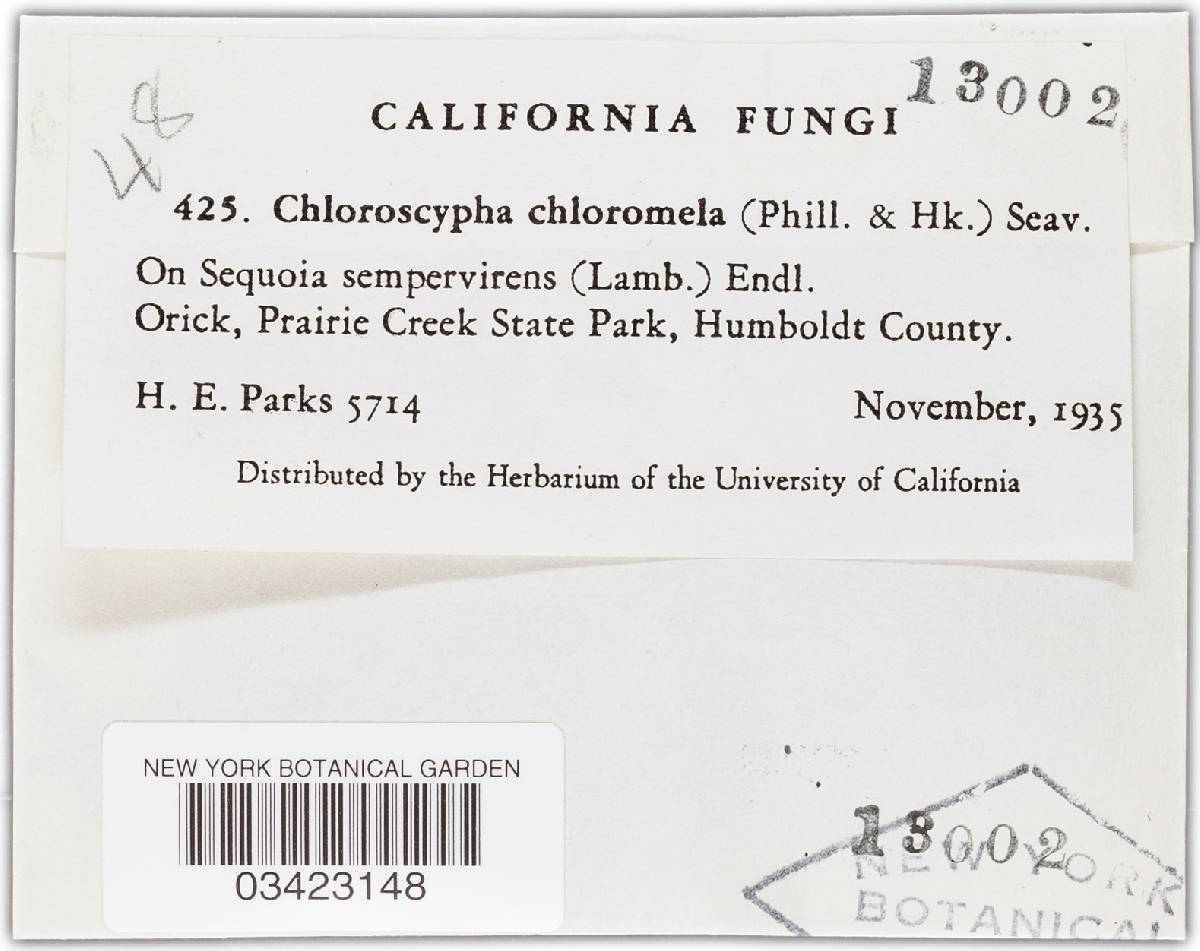 48
13002
CALIFORNIA FUNGI
425. Chloroscypha chloromela (Phill. & Hk.) Seav.
On Sequoia sempervirens (Lamb.) Endl.
Orick, Prairie Creek State Park, Humboldt County.
H. E. Parks 5714 November, 1935
Distributed by the Herbarium of the University of California
NEW YORK BOTANICAL GARDEN
03423148
13002
NEW YORK
BOTANICAL